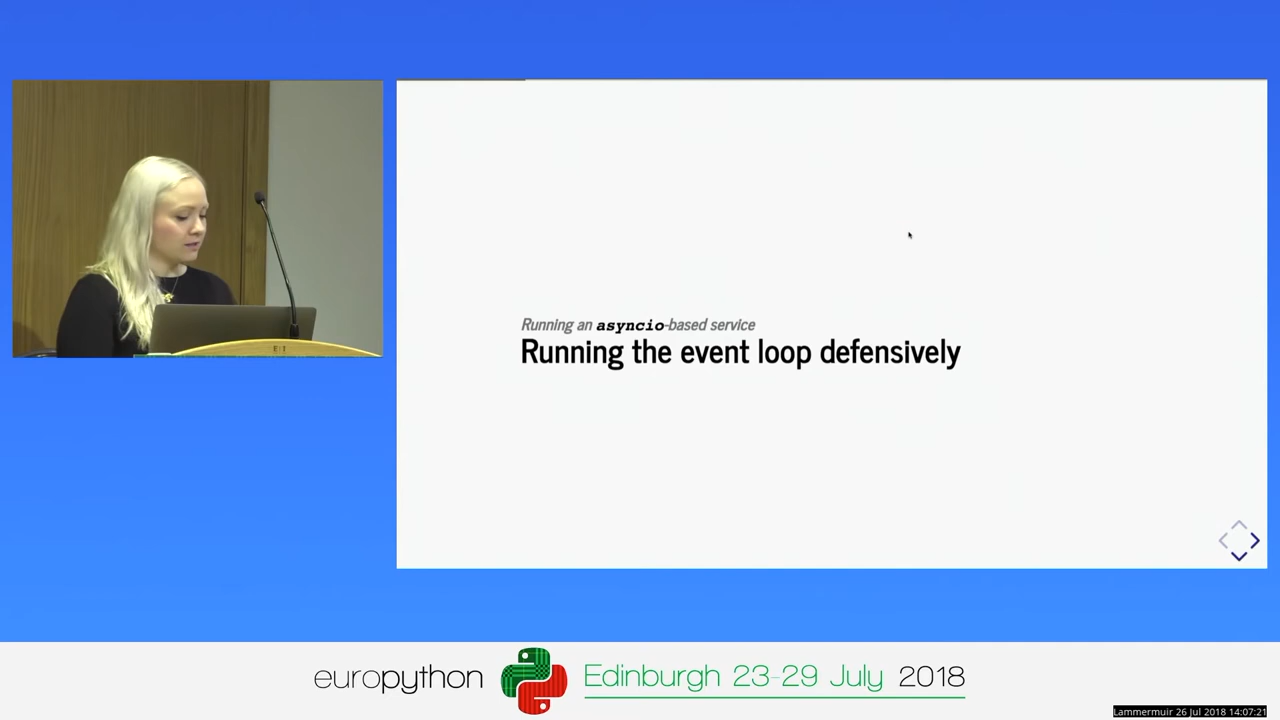 Running an asyncio-based service
Running the event loop defensively
europython
Edinburgh 23-29 July 2018
Lammermuir 26 Jul 2018 14:07:21